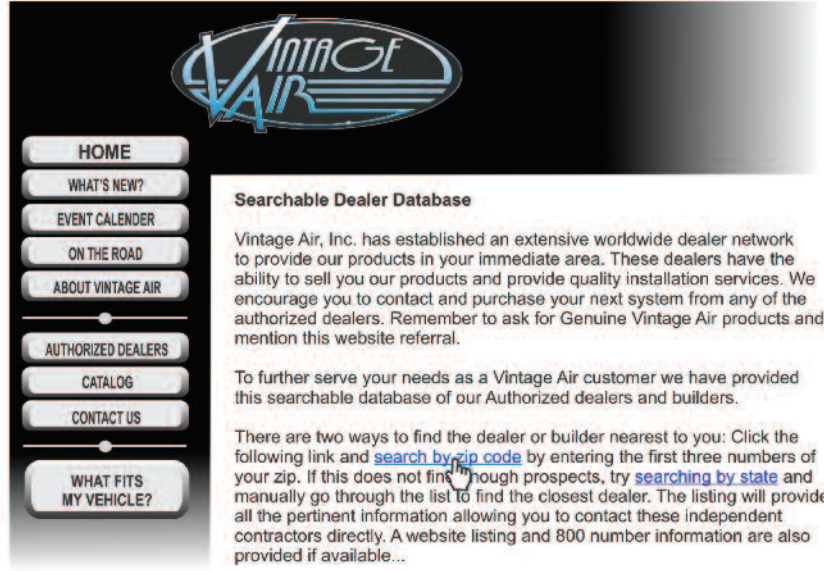 VINTAGE
AIR
HOME
WHAT'S NEW?
EVENT CALENDER
ON THE ROAD
ABOUT VINTAGE AIR
AUTHORIZED DEALERS
CATALOG
CONTACT US
WHAT FITS
MY VEHICLE?
Searchable Dealer Database
Vintage Air, Inc. has established an extensive worldwide dealer network
to provide our products in your immediate area. These dealers have the
ability to sell you our products and provide quality installation services. We
encourage you to contact and purchase your next system from any of the
authorized dealers. Remember to ask for Genuine Vintage Air products and
mention this website referral.
To further serve your needs as a Vintage Air customer we have provided
this searchable database of our Authorized dealers and builders.
There are two ways to find the dealer or builder nearest to you: Click the
following link and search by zip code by entering the first three numbers of
your zip. If this does not prospects, try searching by state and
manually go through the list to find the closest dealer. The listing will provide
all the pertinent information allowing you to contact these independent
contractors directly. A website listing and 800 number information are also
provided if available...